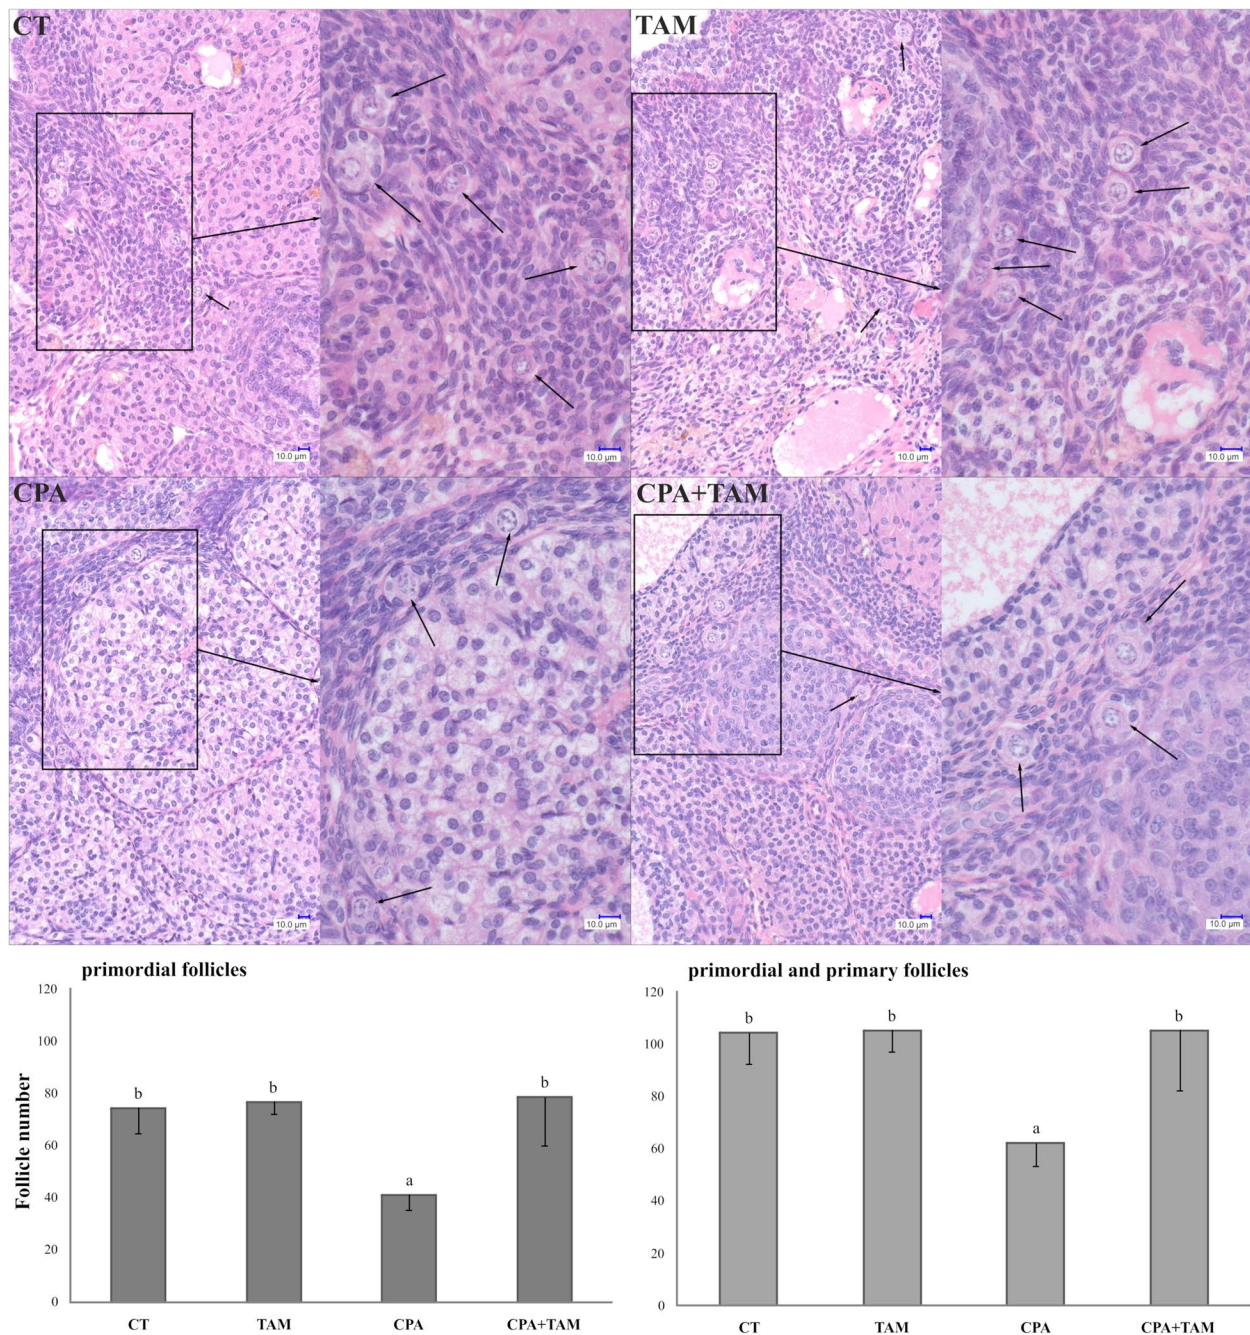 CT
TAM
10.0 µm
10.0 µm
10.0 µm
10.0 µm
CPA
CPA+TAM
10.0 µm
10.0 µm
10.0 µm
10.0 µm
primordial follicles
120
100
80
60
40
20
0
Follicle number
b
b
a
b
CT
TAM
CPA
CPA+TAM
primordial and primary follicles
120
100
80
60
40
20
0
b
b
a
b
CT
TAM
CPA
CPA+TAM